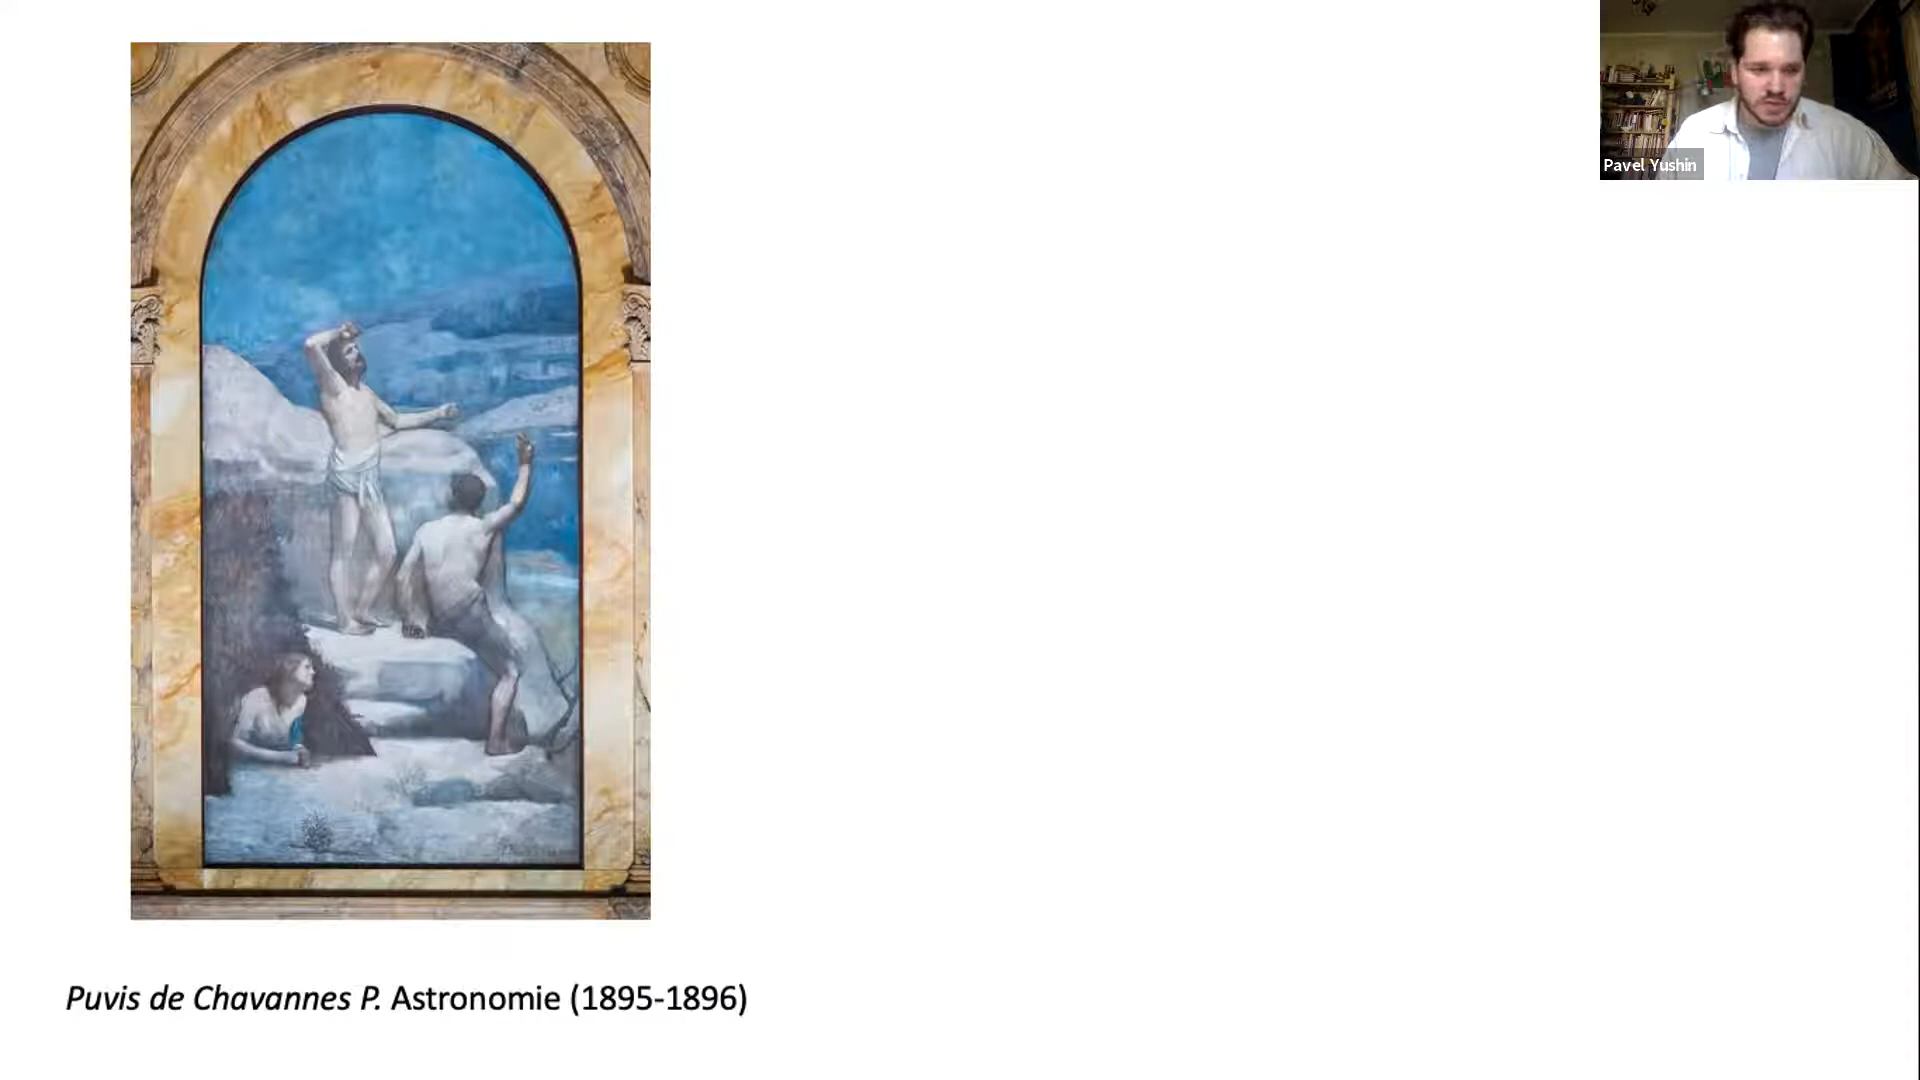 Pavel Yushin
Puvis de Chavannes P. Astronomie (1895-1896)